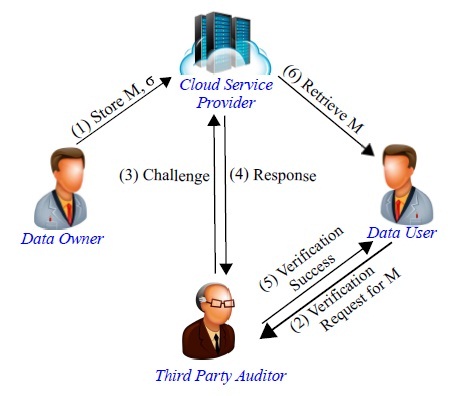 Cloud Service
Provider
(1) Store M, σ
(6) Retrieve M
(3) Challenge
(4) Response
Data Owner
Data User
(5) Verification
Success
(2) Verification
Request for M
Third Party Auditor